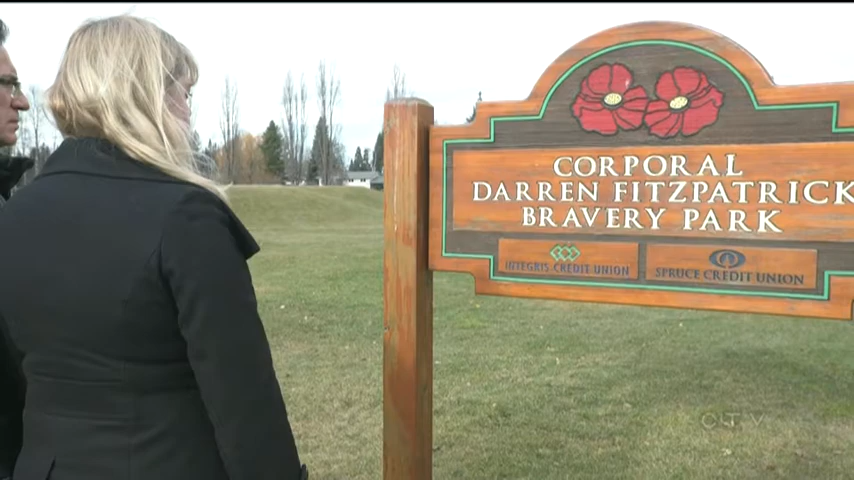 CORPORAL
DARREN FITZPATRICK
BRAVERY PARK
INTEGRIS CREDIT UNION
SPRUCE CREDIT UNION
CTV